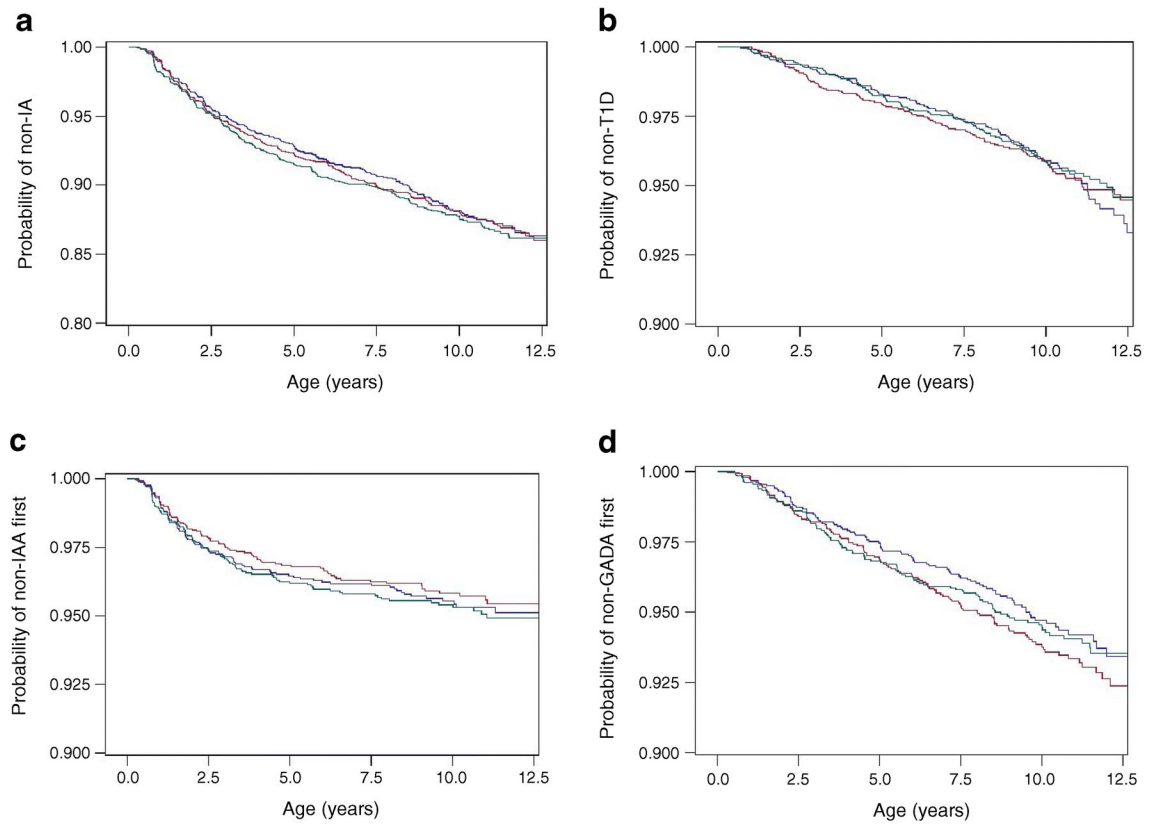 a
Probability of non-IA
1.00
0.95
0.90
0.85
0.80
0.0 2.5 5.0 7.5 10.0 12.5
Age (years)
b
Probability of non-T1D
1.000
0.975
0.950
0.925
0.900
0.0 2.5 5.0 7.5 10.0 12.5
Age (years)
c
Probability of non-IAA first
1.000
0.975
0.950
0.925
0.900
0.0 2.5 5.0 7.5 10.0 12.5
Age (years)
d
Probability of non-GADA first
1.000
0.975
0.950
0.925
0.900
0.0 2.5 5.0 7.5 10.0 12.5
Age (years)